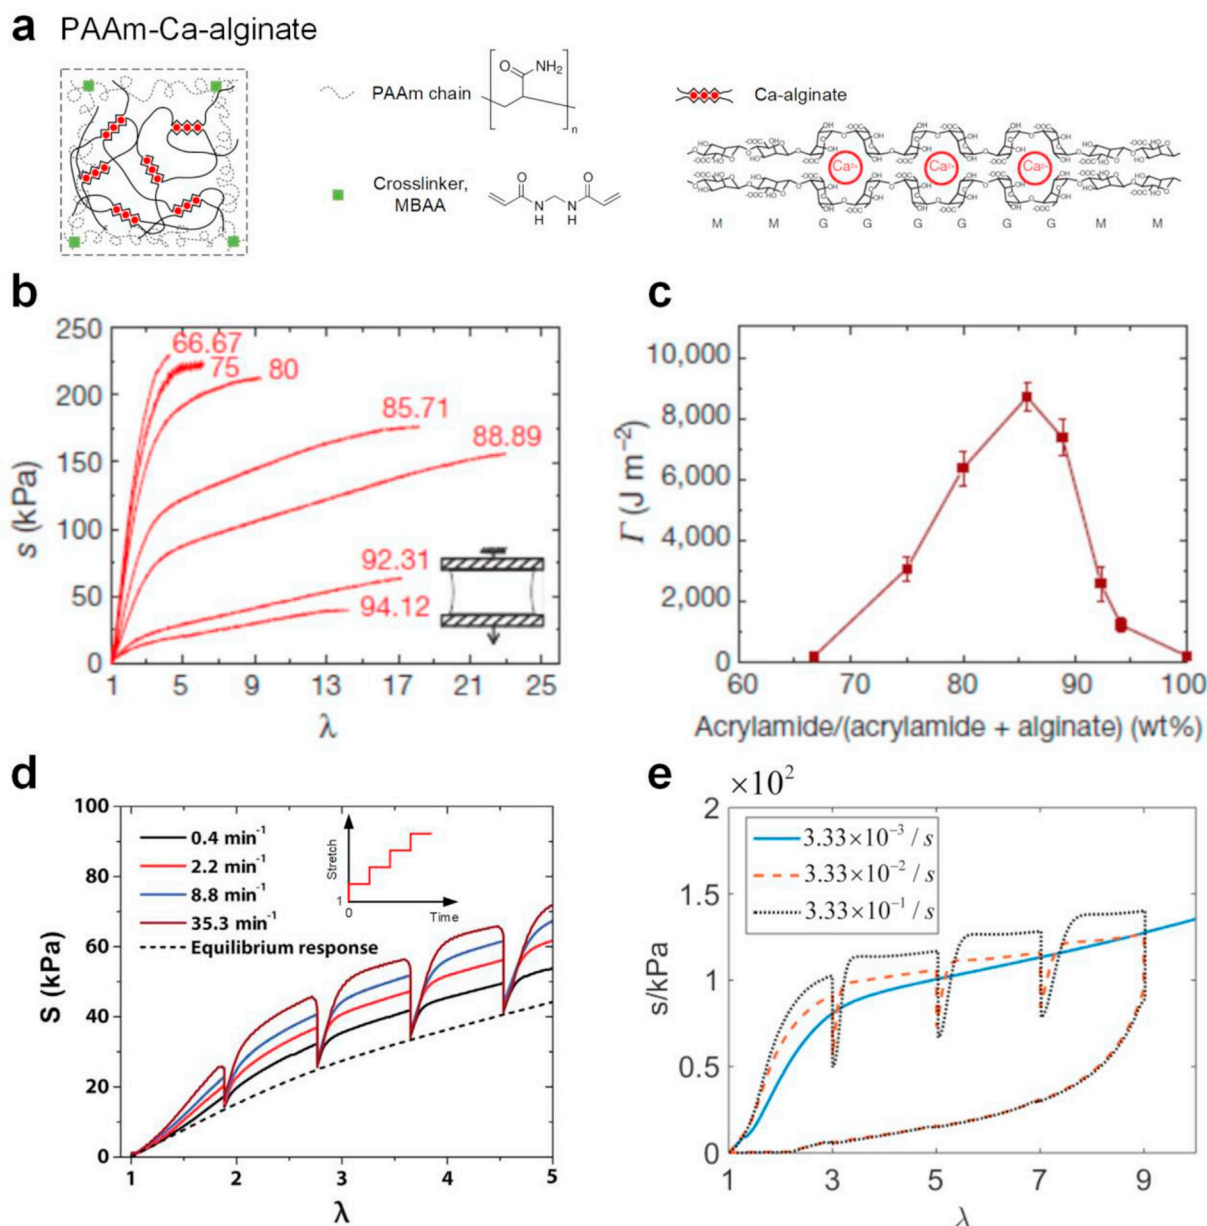 a PAAm-Ca-alginate
PAAm chain
O
NH₂
n
Crosslinker,
MBAA
O
O
N
H
N
H
Ca-alginate
Ca²⁺
Ca²⁺
Ca²⁺
M M G G G G G M M
b
250
200
150
100
50
0
s (kPa)
66.67
75
80
85.71
88.89
92.31
94.12
1 5 9 13 17 21 25
λ
c
10,000
8,000
6,000
4,000
2,000
0
Γ (J m⁻²)
60 70 80 90 100
Acrylamide/(acrylamide + alginate) (wt%)
d
100
80
60
40
20
0
S (kPa)
0.4 min⁻¹
2.2 min⁻¹
8.8 min⁻¹
35.3 min⁻¹
Equilibrium response
Stretch
1
0
Time
1 2 3 4 5
λ
e
×10²
2
1.5
1
0.5
0
s/kPa
3.33×10⁻³ / s
3.33×10⁻² / s
3.33×10⁻¹ / s
1 3 5 7 9
λ